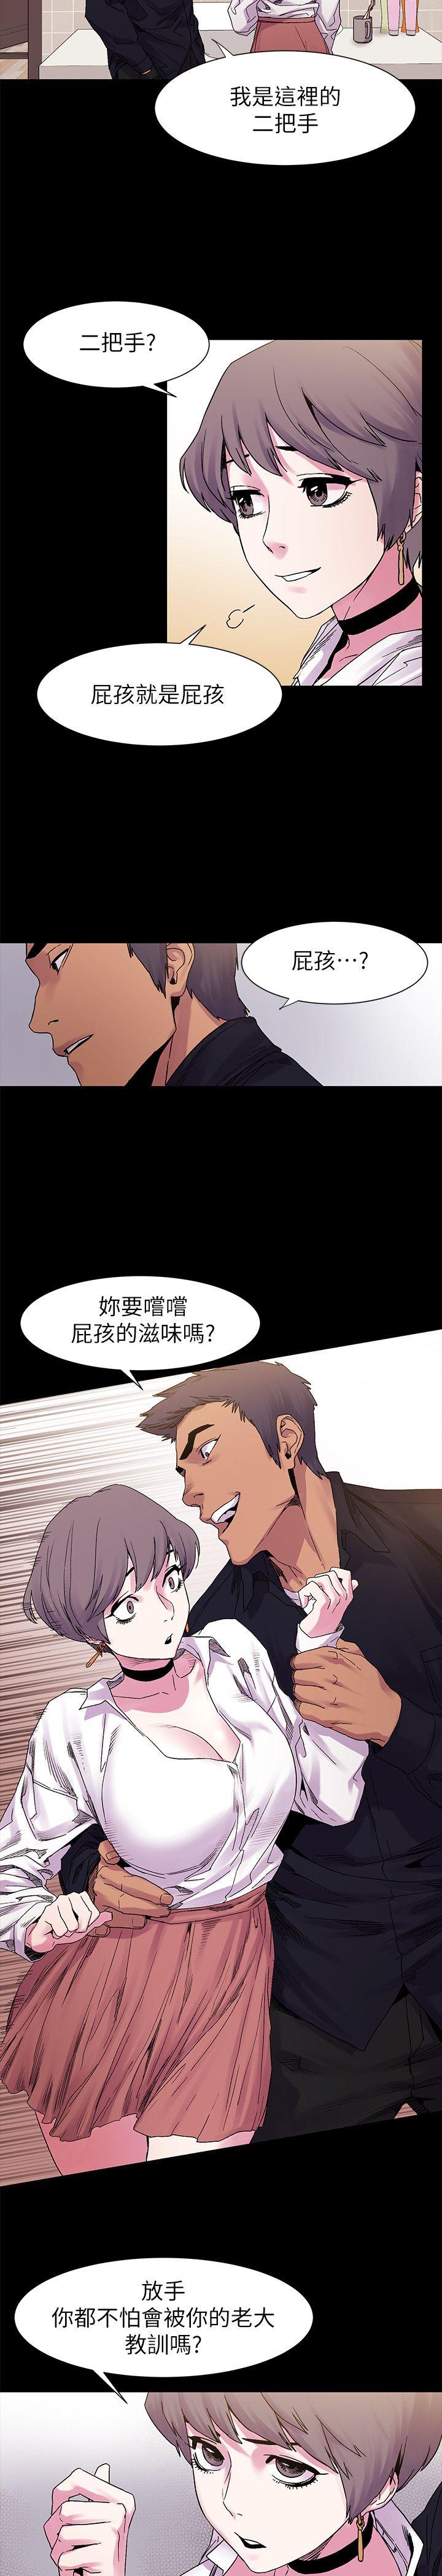 我是這裡的
二把手
二把手?
屁孩就是屁孩
屁孩⋯?
妳要嚐嚐
屁孩的滋味嗎?
放手
你都不怕會被你的老大
教訓嗎?